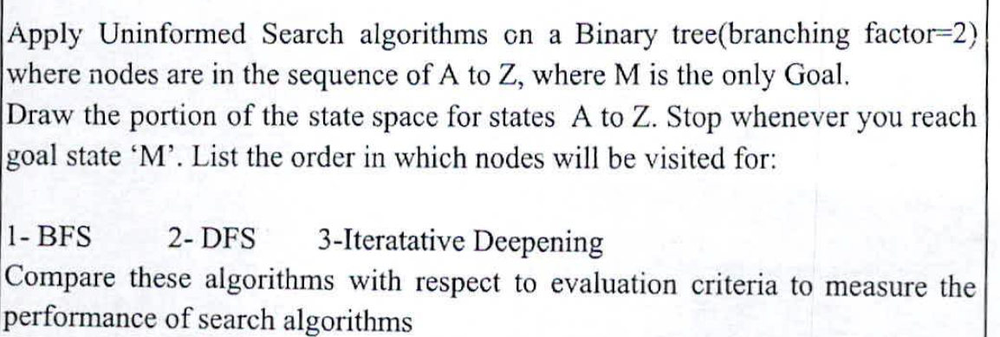 Apply Uninformed Search algorithms on a Binary tree(branching factor=2)
where nodes are in the sequence of A to Z, where M is the only Goal.
Draw the portion of the state space for states A to Z. Stop whenever you reach
goal state ‘M’. List the order in which nodes will be visited for:
1- BFS 2- DFS 3-Iteratative Deepening
Compare these algorithms with respect to evaluation criteria to measure the
performance of search algorithms